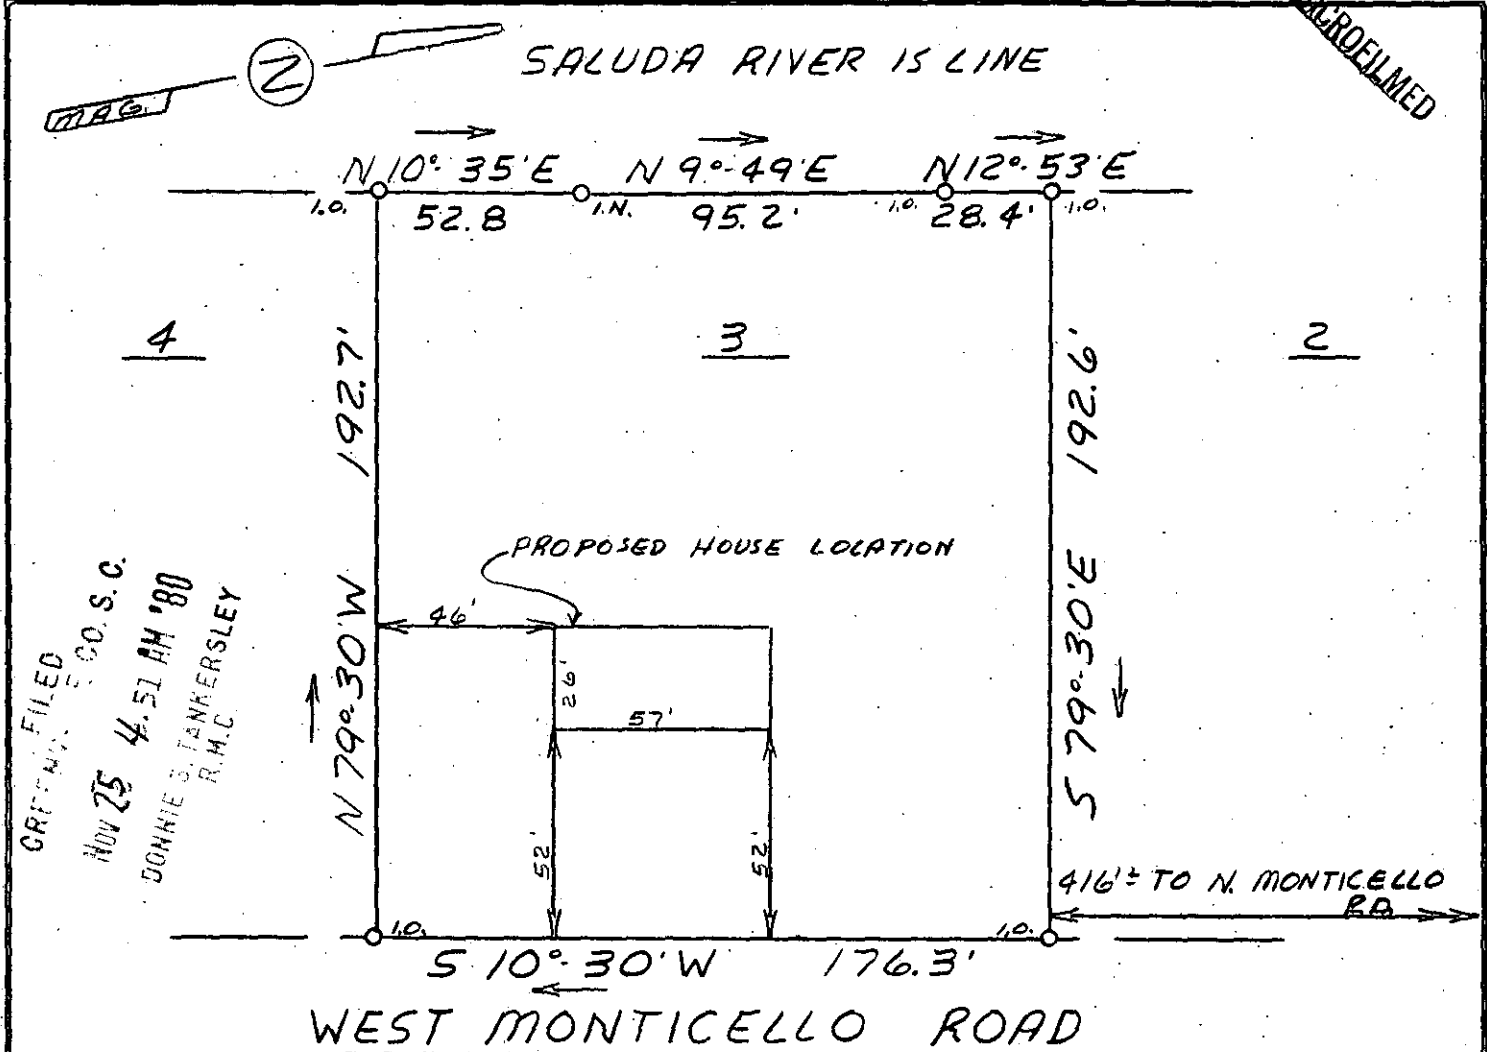 MAG.
SALUDA RIVER IS LINE
N 10°-35'E
N 9°-49'E
N 12°-53'E
I.O.
52.8
I.N.
95.2'
I.O.
28.4'
I.O.
4
3
2
192.7'
N 79°-30'W
192.6'
S 79°-30'E
PROPOSED HOUSE LOCATION
46'
26'
57'
52'
52'
FILED
CO. S. C.
NOV 25 4.51 AM '80
DONNIE S. TANKERSLEY
R.M.C
416'± TO N. MONTICELLO
RD.
I.O.
I.O.
S 10°-30'W 176.3'
WEST MONTICELLO ROAD